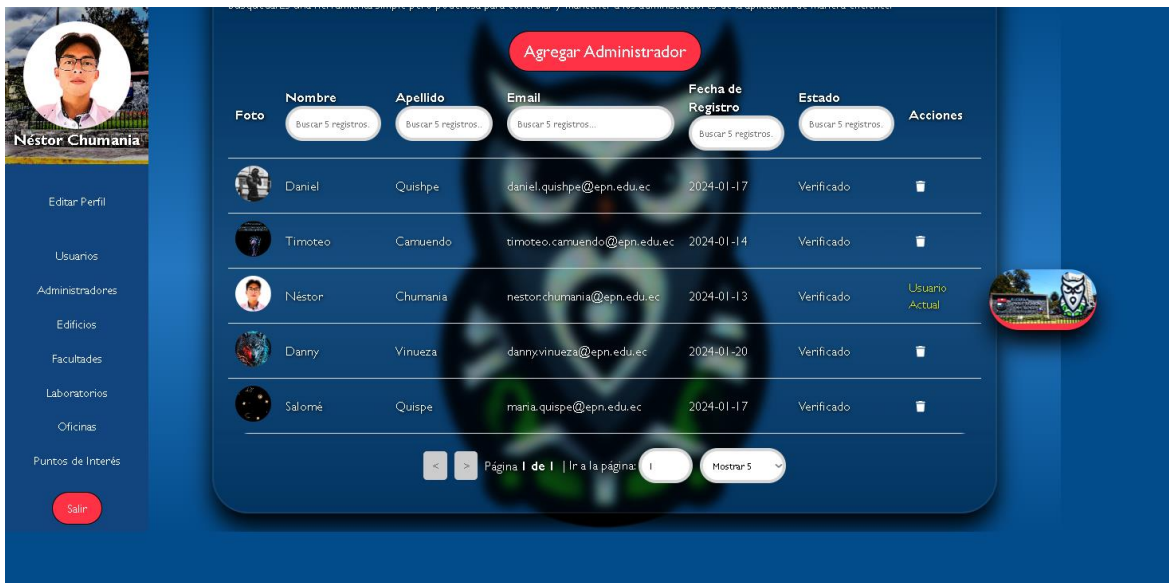 Agregar Administrador
Foto
Nombre
Apellido
Email
Fecha de
Registro
Estado
Acciones
Buscar 5 registros.
Buscar 5 registros..
Buscar 5 registros...
Buscar 5 registros.
Buscar 5 registros.
Néstor Chumania
Editar Perfil
Usuarios
Administradores
Edificios
Facultades
Laboratorios
Oficinas
Puntos de Interés
Salir
Daniel Quishpe daniel.quishpe@epn.edu.ec 2024-01-17 Verificado
Timoteo Camuendo timoteo.camuendo@epn.edu.ec 2024-01-14 Verificado
Néstor Chumania nestor.chumania@epn.edu.ec 2024-01-13 Verificado Usuario
Actual
Danny Vinueza danny.vinueza@epn.edu.ec 2024-01-20 Verificado
Salomé Quispe maria.quispe@epn.edu.ec 2024-01-17 Verificado
< > Página 1 de 1 | Ir a la página: 1 Mostrar 5